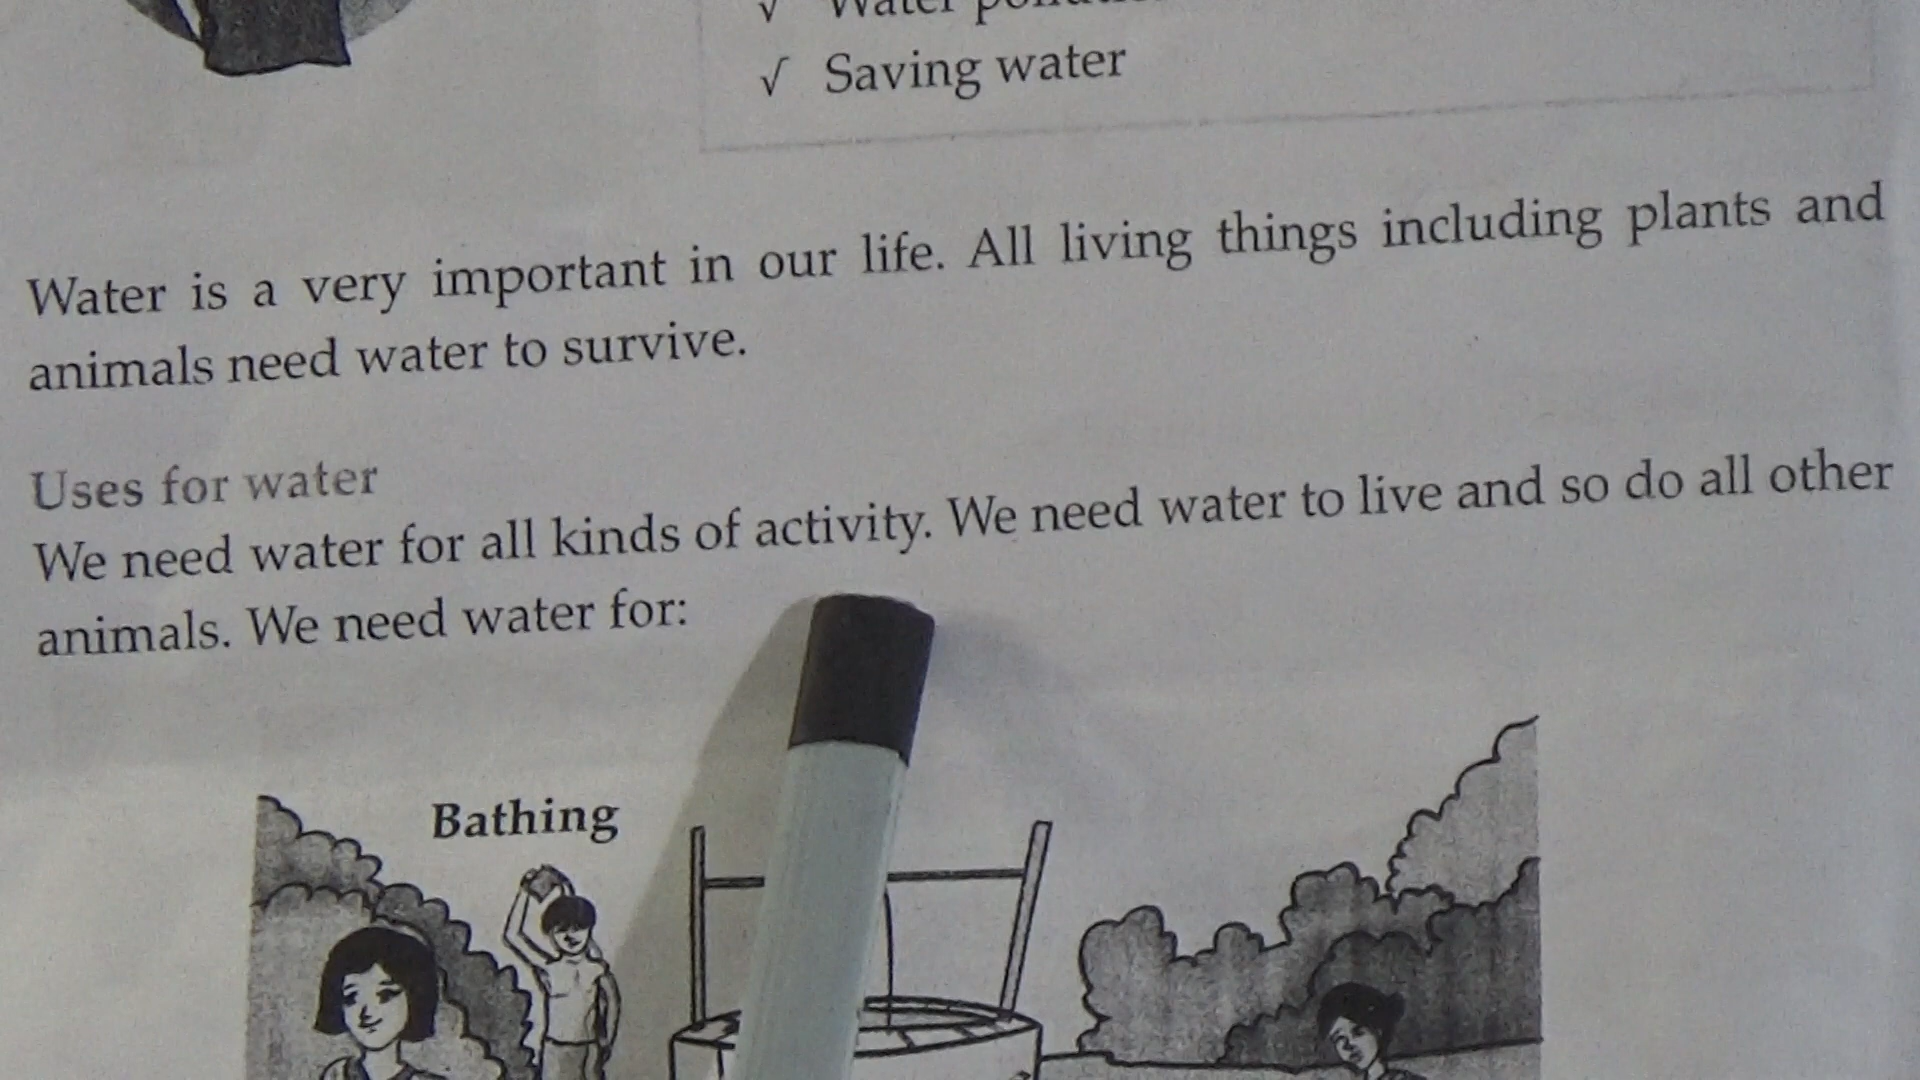 √ Water
√ Saving water
Water is a very important in our life. All living things including plants and
animals need water to survive.
Uses for water
We need water for all kinds of activity. We need water to live and so do all other
animals. We need water for:
Bathing